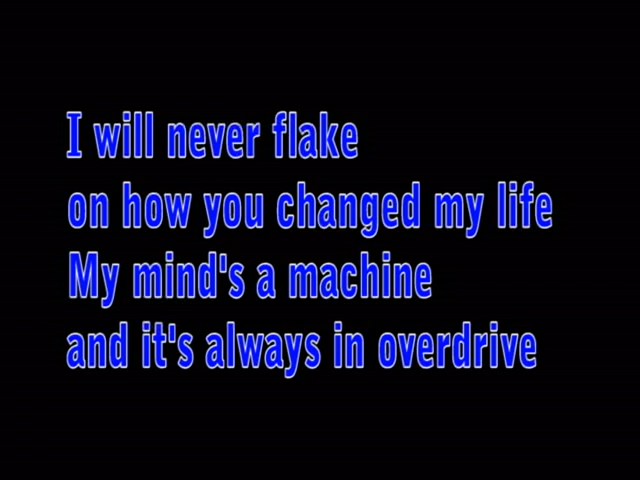 I will never flake
on how you changed my life
My mind's a machine
and it's always in overdrive